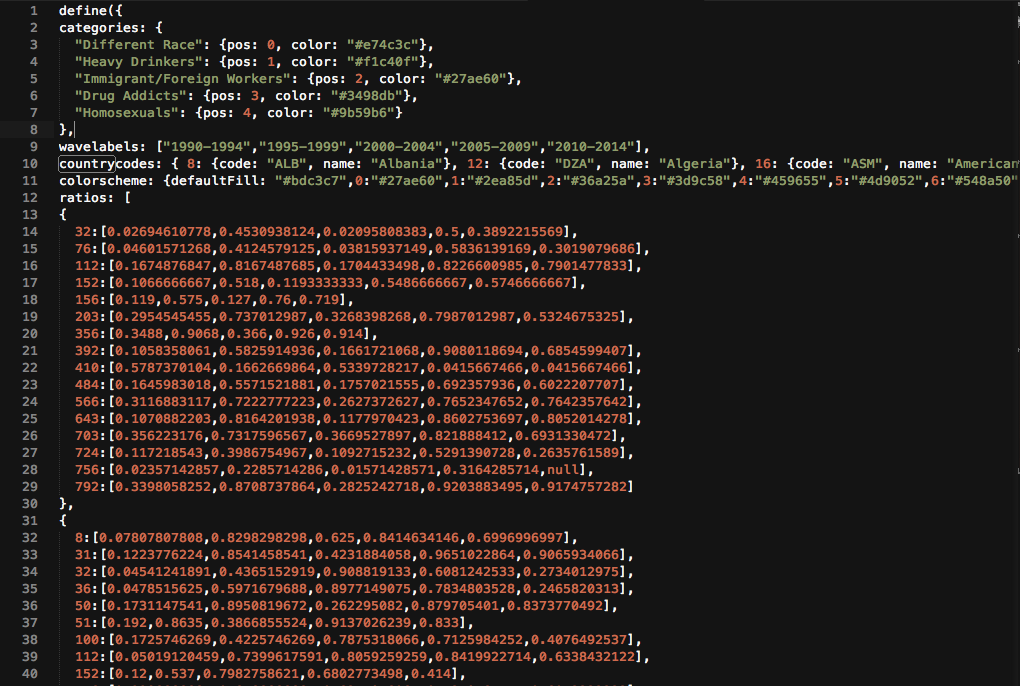 1 define({
2 categories: {
3 "Different Race": {pos: 0, color: "#e74c3c"},
4 "Heavy Drinkers": {pos: 1, color: "#f1c40f"},
5 "Immigrant/Foreign Workers": {pos: 2, color: "#27ae60"},
6 "Drug Addicts": {pos: 3, color: "#3498db"},
7 "Homosexuals": {pos: 4, color: "#9b59b6"}
8 },
9 wavelabels: ["1990-1994","1995-1999","2000-2004","2005-2009","2010-2014"],
10 countrycodes: { 8: {code: "ALB", name: "Albania"}, 12: {code: "DZA", name: "Algeria"}, 16: {code: "ASM", name: "American
11 colorscheme: {defaultFill: "#bdc3c7",0:"#27ae60",1:"#2ea85d",2:"#36a25a",3:"#3d9c58",4:"#459655",5:"#4d9052",6:"#548a50"
12 ratios: [
13 {
14 32:[0.02694610778,0.4530938124,0.02095808383,0.5,0.3892215569],
15 76:[0.04601571268,0.4124579125,0.03815937149,0.5836139169,0.3019079686],
16 112:[0.1674876847,0.8167487685,0.1704433498,0.8226600985,0.7901477833],
17 152:[0.1066666667,0.518,0.1193333333,0.5486666667,0.5746666667],
18 156:[0.119,0.575,0.127,0.76,0.719],
19 203:[0.2954545455,0.737012987,0.3268398268,0.7987012987,0.5324675325],
20 356:[0.3488,0.9068,0.366,0.926,0.914],
21 392:[0.1058358061,0.5825914936,0.1661721068,0.9080118694,0.6854599407],
22 410:[0.5787370104,0.1662669864,0.5339728217,0.0415667466,0.0415667466],
23 484:[0.1645983018,0.5571521881,0.1757021555,0.692357936,0.6022207707],
24 566:[0.3116883117,0.7222777223,0.2637362627,0.7652347652,0.7642357642],
25 643:[0.1070882203,0.8164201938,0.1177970423,0.8602753697,0.8052014278],
26 703:[0.356223176,0.7317596567,0.3669527897,0.821888412,0.6931330472],
27 724:[0.117218543,0.3986754967,0.1092715232,0.5291390728,0.2635761589],
28 756:[0.02357142857,0.2285714286,0.01571428571,0.3164285714,null],
29 792:[0.3398058252,0.8708737864,0.2825242718,0.9203883495,0.9174757282]
30 },
31 {
32 8:[0.07807807808,0.8298298298,0.625,0.8414634146,0.6996996997],
33 31:[0.1223776224,0.8541458541,0.4231884058,0.9651022864,0.9065934066],
34 32:[0.04541241891,0.4365152919,0.908819133,0.6081242533,0.2734012975],
35 36:[0.0478515625,0.5971679688,0.8977149075,0.7834803528,0.2465820313],
36 50:[0.1731147541,0.8950819672,0.262295082,0.879705401,0.8373770492],
37 51:[0.192,0.8635,0.3866855524,0.9137026239,0.833],
38 100:[0.1725746269,0.4225746269,0.7875318066,0.7125984252,0.4076492537],
39 112:[0.05019120459,0.7399617591,0.8059259259,0.8419922714,0.6338432122],
40 152:[0.12,0.537,0.7982758621,0.6802773498,0.414],